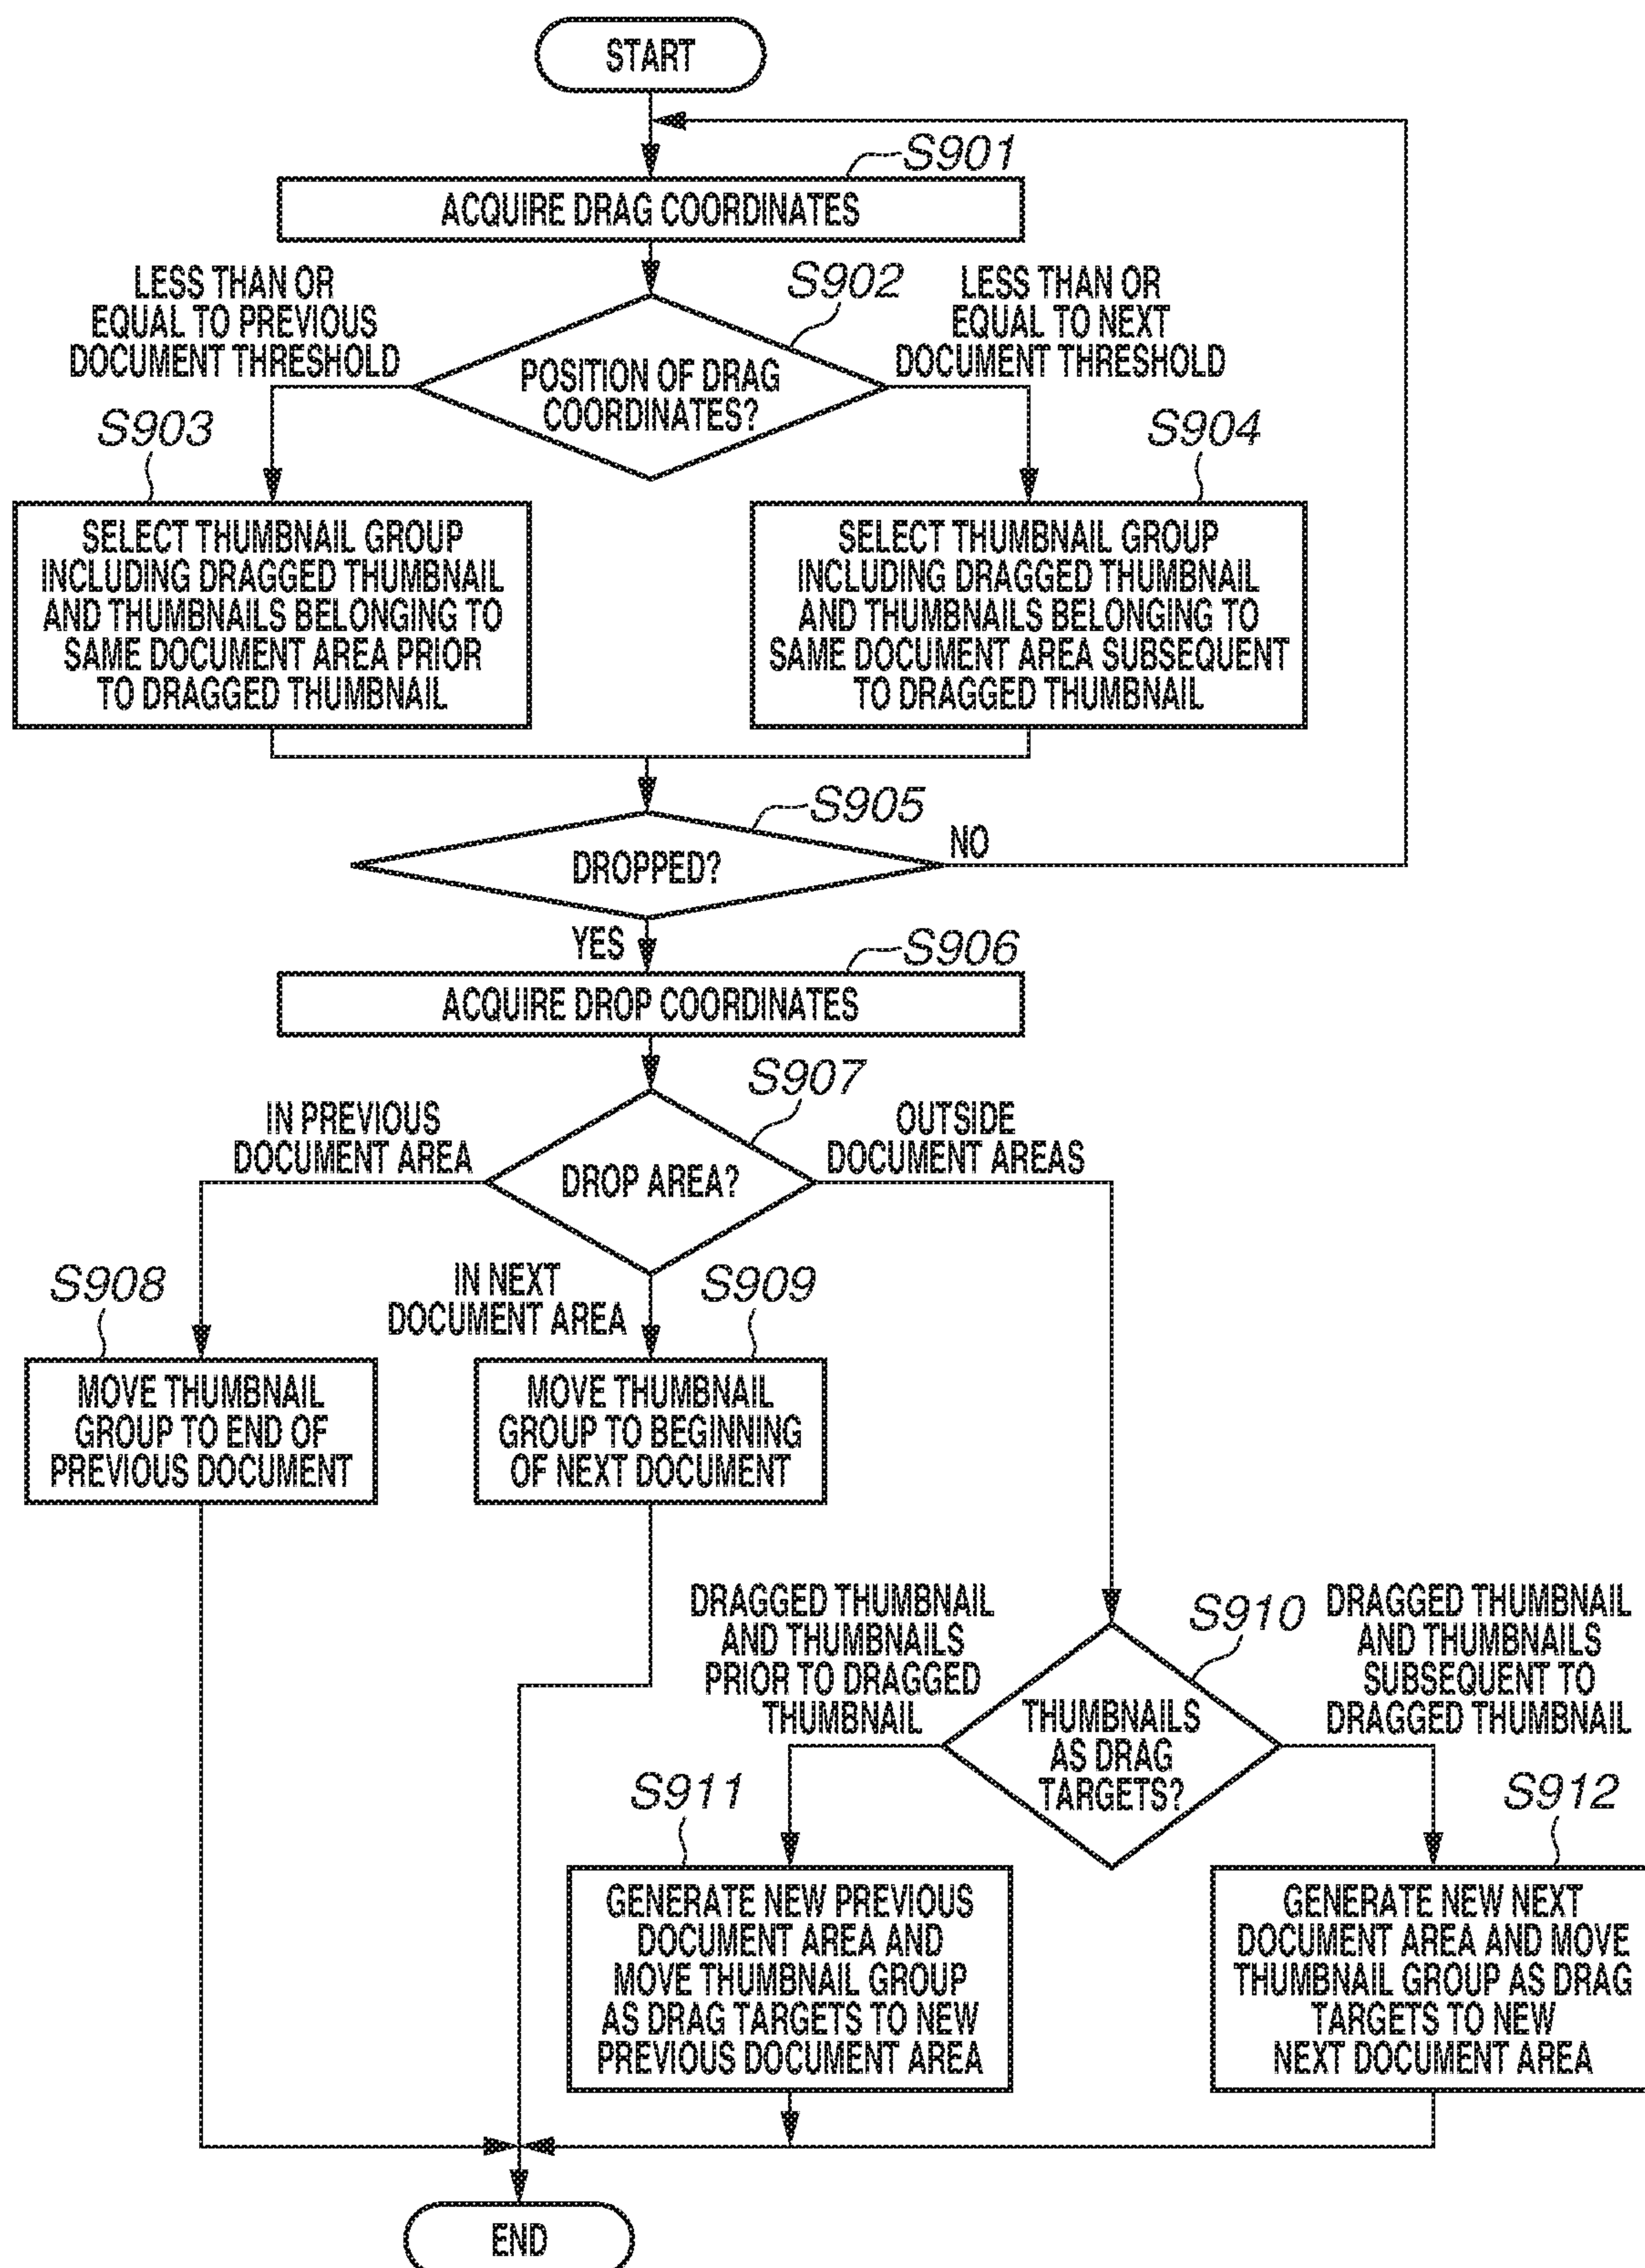 START
S901
ACQUIRE DRAG COORDINATES
LESS THAN OR
EQUAL TO PREVIOUS
DOCUMENT THRESHOLD
S902
LESS THAN OR
EQUAL TO NEXT
DOCUMENT THRESHOLD
POSITION OF DRAG
COORDINATES?
S903
SELECT THUMBNAIL GROUP
INCLUDING DRAGGED THUMBNAIL
AND THUMBNAILS BELONGING TO
SAME DOCUMENT AREA PRIOR
TO DRAGGED THUMBNAIL
S904
SELECT THUMBNAIL GROUP
INCLUDING DRAGGED THUMBNAIL
AND THUMBNAILS BELONGING TO
SAME DOCUMENT AREA SUBSEQUENT
TO DRAGGED THUMBNAIL
S905
DROPPED?
NO
YES
S906
ACQUIRE DROP COORDINATES
S907
IN PREVIOUS
DOCUMENT AREA
DROP AREA?
OUTSIDE
DOCUMENT AREAS
IN NEXT
DOCUMENT AREA
S908
MOVE THUMBNAIL
GROUP TO END OF
PREVIOUS DOCUMENT
S909
MOVE THUMBNAIL
GROUP TO BEGINNING
OF NEXT DOCUMENT
DRAGGED THUMBNAIL
AND THUMBNAILS
PRIOR TO DRAGGED
THUMBNAIL
S910
DRAGGED THUMBNAIL
AND THUMBNAILS
SUBSEQUENT TO
DRAGGED THUMBNAIL
THUMBNAILS
AS DRAG
TARGETS?
S911
GENERATE NEW PREVIOUS
DOCUMENT AREA AND
MOVE THUMBNAIL GROUP
AS DRAG TARGETS TO NEW
PREVIOUS DOCUMENT AREA
S912
GENERATE NEW NEXT
DOCUMENT AREA AND MOVE
THUMBNAIL GROUP AS DRAG
TARGETS TO NEW
NEXT DOCUMENT AREA
END